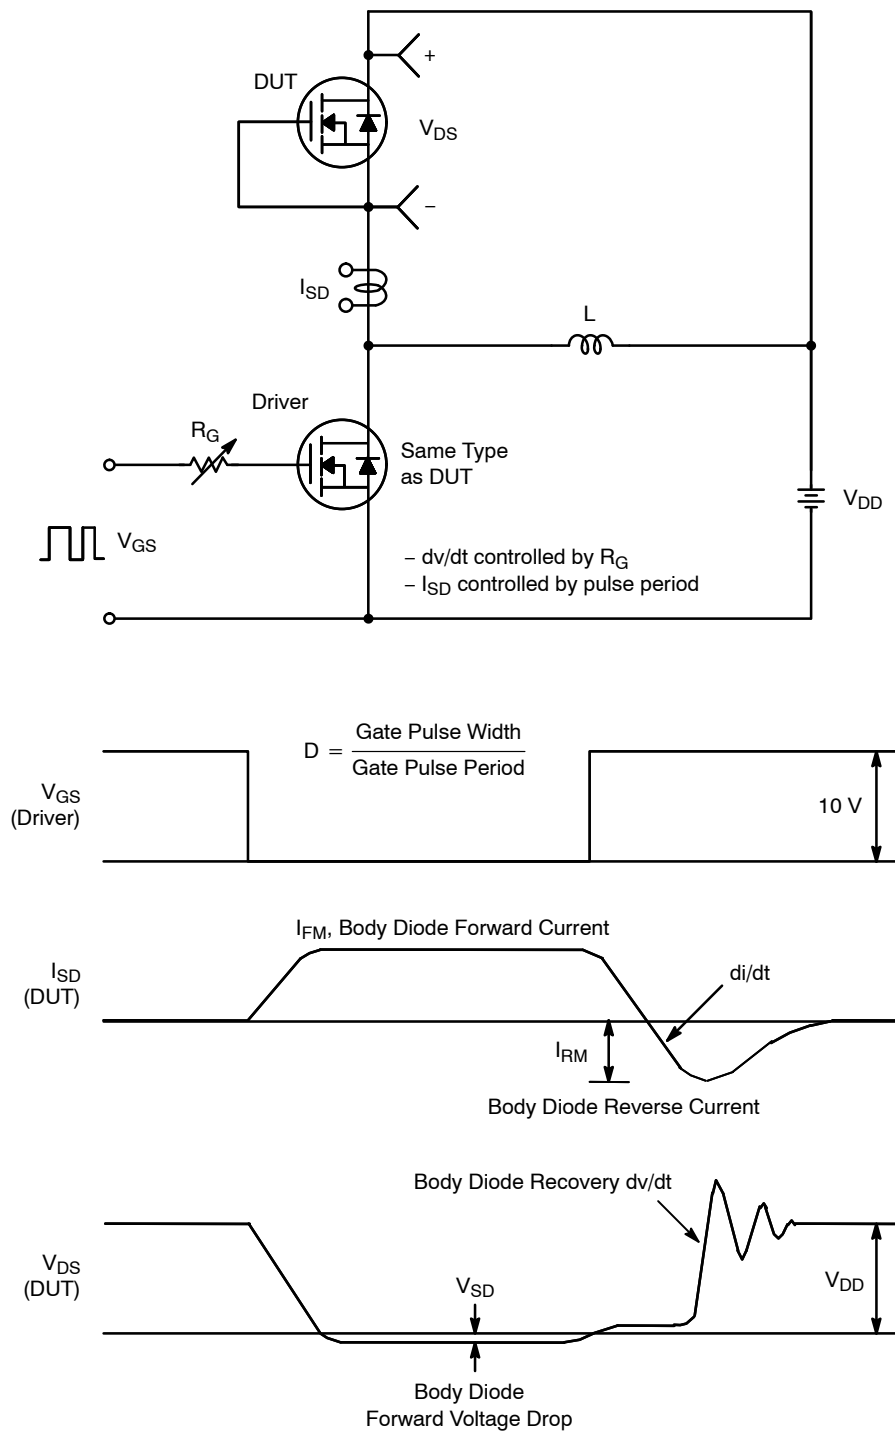 +
DUT
V_DS
−
I_SD
L
Driver
R_G
Same Type
as DUT
V_DD
V_GS
− dv/dt controlled by R_G
− I_SD controlled by pulse period
D = Gate Pulse Width / Gate Pulse Period
V_GS
(Driver)
10 V
I_FM, Body Diode Forward Current
I_SD
(DUT)
di/dt
I_RM
Body Diode Reverse Current
Body Diode Recovery dv/dt
V_DS
(DUT)
V_SD
V_DD
Body Diode
Forward Voltage Drop